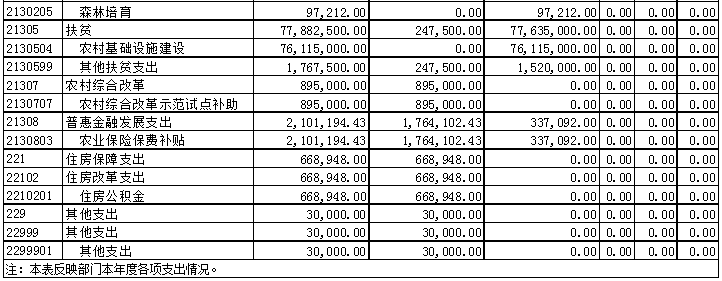 2130205 森林培育 97,212.00 0.00 97,212.00 0.00 0.00 0.00
21305 扶贫 77,882,500.00 247,500.00 77,635,000.00 0.00 0.00 0.00
2130504 农村基础设施建设 76,115,000.00 0.00 76,115,000.00 0.00 0.00 0.00
2130599 其他扶贫支出 1,767,500.00 247,500.00 1,520,000.00 0.00 0.00 0.00
21307 农村综合改革 895,000.00 895,000.00 0.00 0.00 0.00 0.00
2130707 农村综合改革示范试点补助 895,000.00 895,000.00 0.00 0.00 0.00 0.00
21308 普惠金融发展支出 2,101,194.43 1,764,102.43 337,092.00 0.00 0.00 0.00
2130803 农业保险保费补贴 2,101,194.43 1,764,102.43 337,092.00 0.00 0.00 0.00
221 住房保障支出 668,948.00 668,948.00 0.00 0.00 0.00 0.00
22102 住房改革支出 668,948.00 668,948.00 0.00 0.00 0.00 0.00
2210201 住房公积金 668,948.00 668,948.00 0.00 0.00 0.00 0.00
229 其他支出 30,000.00 30,000.00 0.00 0.00 0.00 0.00
22999 其他支出 30,000.00 30,000.00 0.00 0.00 0.00 0.00
2299901 其他支出 30,000.00 30,000.00 0.00 0.00 0.00 0.00
注：本表反映部门本年度各项支出情况。